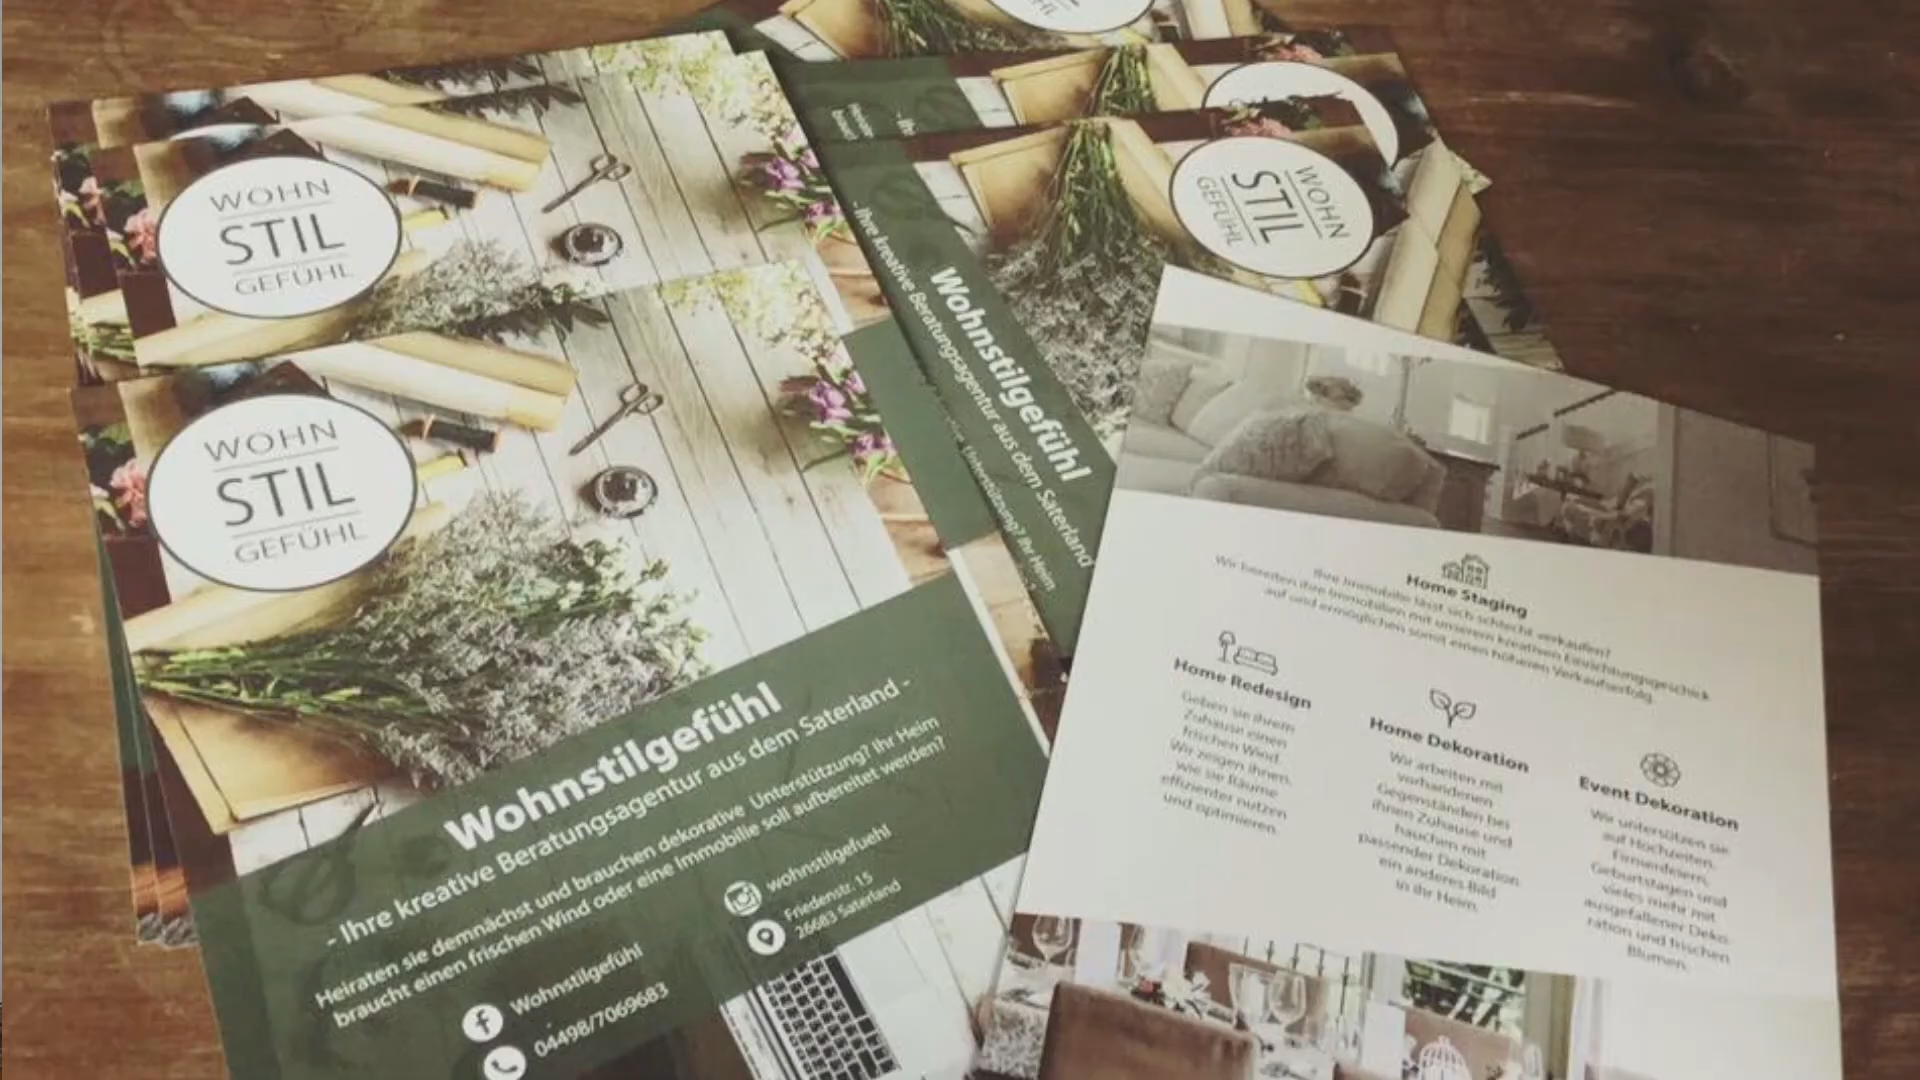 WOHN
STIL
GEFÜHL
WOHN
STIL
GEFÜHL
Wohnstilgefühl
- Ihre kreative Beratungsagentur aus dem Saterland -
Heiraten sie demnächst und brauchen dekorative Unterstützung? Ihr Heim
braucht einen frischen Wind oder eine Immobilie soll aufbereitet werden?
Wohnstilgefühl
04498/7069683
wohnstilgefuehl
Friedenstr. 15
26683 Saterland
WOHN
STIL
GEFÜHL
Wohnstilgefühl
- Ihre kreative Beratungsagentur aus dem Saterland
Unterstützung? Ihr Heim
Home Staging
Ihre Immobilie lässt sich schlecht verkaufen?
Wir bereiten ihre Immobilien mit unserem kreativen Einrichtungsgeschick
auf und ermöglichen somit einen höheren Verkaufserfolg.
Home Redesign
Geben sie Ihrem
Zuhause einen
frischen Wind.
Wir zeigen Ihnen,
wie sie Räume
effizienter nutzen
und optimieren.
Home Dekoration
Wir arbeiten mit
vorhandenen
Gegenständen bei
ihnen Zuhause und
hauchen mit
passender Dekoration
ein anderes Bild
in Ihr Heim.
Event Dekoration
Wir unterstützen sie
auf Hochzeiten,
Firmenfeiern,
Geburtstagen und
vieles mehr mit
ausgefallener Deko-
ration und frischen
Blumen.